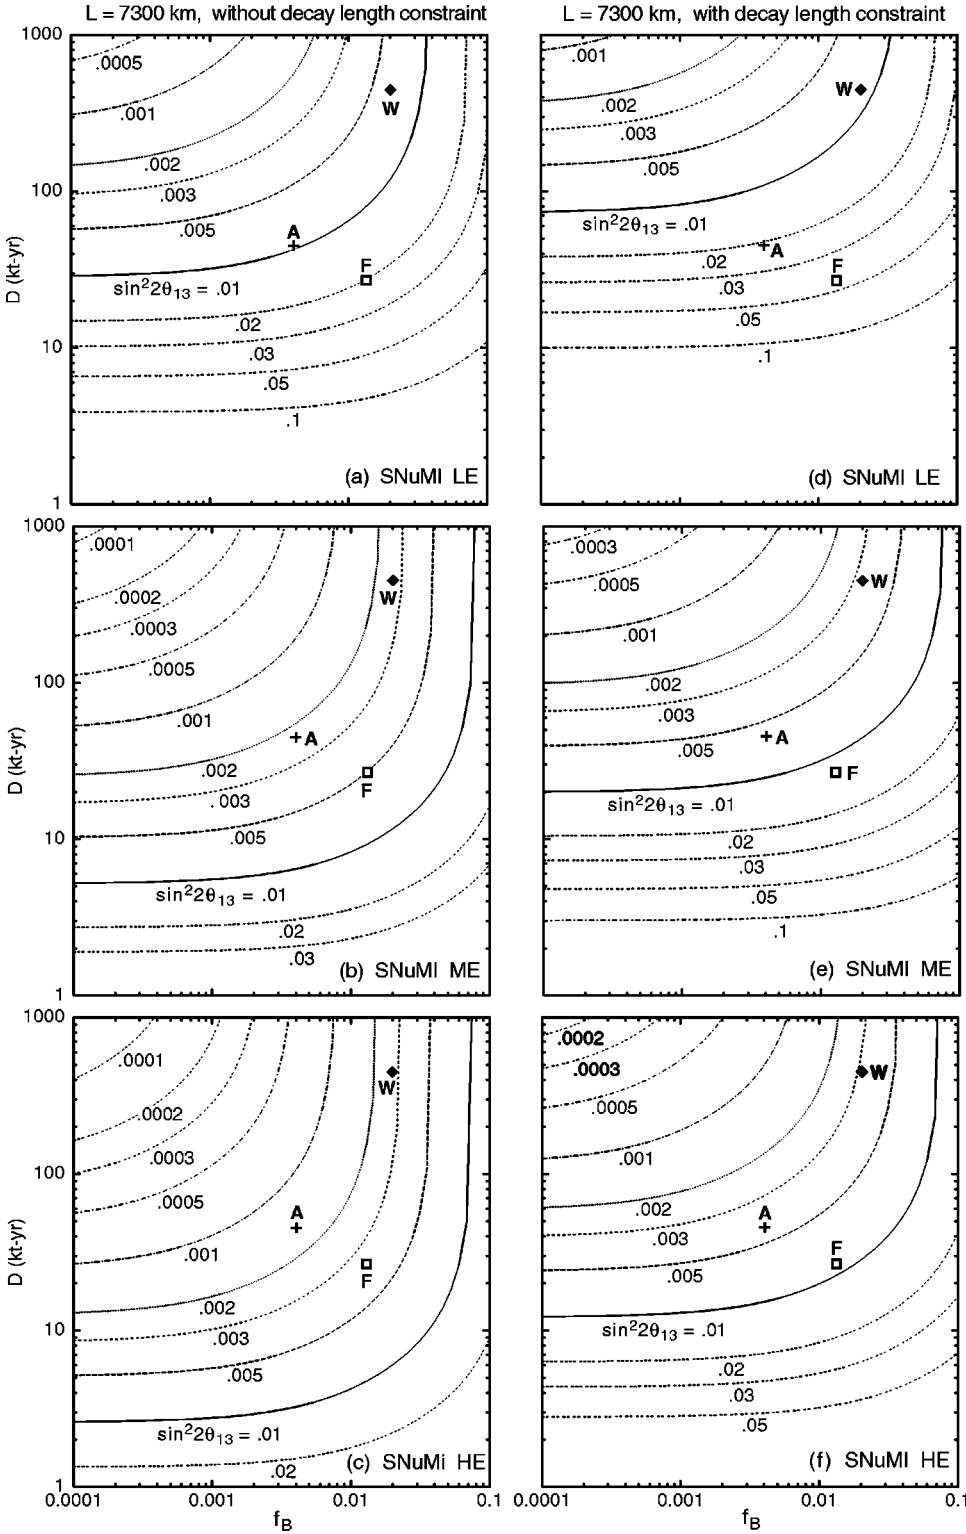 L = 7300 km, without decay length constraint
1000
100
10
1
D (kt-yr)
.0005
.001
.002
.003
.005
sin²2θ₁₃ = .01
.02
.03
.05
.1
W
A
F
(a) SNuMI LE
L = 7300 km, with decay length constraint
.001
.002
.003
.005
sin²2θ₁₃ = .01
.02
.03
.05
.1
W
A
F
(d) SNuMI LE
1000
100
10
1
D (kt-yr)
.0001
.0002
.0003
.0005
.001
.002
.003
.005
sin²2θ₁₃ = .01
.02
.03
W
A
F
(b) SNuMI ME
.0003
.0005
.001
.002
.003
.005
sin²2θ₁₃ = .01
.02
.03
.05
.1
W
A
F
(e) SNuMI ME
1000
100
10
1
D (kt-yr)
.0001
.0002
.0003
.0005
.001
.002
.003
.005
sin²2θ₁₃ = .01
.02
W
A
F
(c) SNuMi HE
0.0001 0.001 0.01 0.1
f_B
.0002
.0003
.0005
.001
.002
.003
.005
sin²2θ₁₃ = .01
.02
.03
.05
W
A
F
(f) SNuMI HE
0.0001 0.001 0.01 0.1
f_B